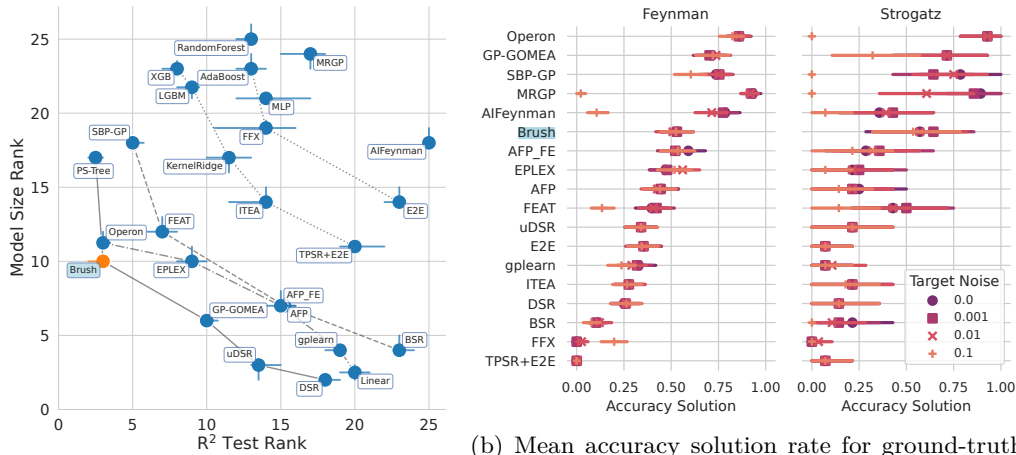 Model Size Rank
25
20
15
10
5
0
RandomForest
MRGP
XGB
AdaBoost
LGBM
MLP
SBP-GP
FFX
AIFeynman
PS-Tree
KernelRidge
ITEA
E2E
FEAT
Operon
TPSR+E2E
Brush
EPLEX
AFP_FE
GP-GOMEA
AFP
gplearn
BSR
uDSR
DSR
Linear
0 5 10 15 20 25
R² Test Rank
Feynman Strogatz
Operon
GP-GOMEA
SBP-GP
MRGP
AIFeynman
Brush
AFP_FE
EPLEX
AFP
FEAT
uDSR
E2E
gplearn
ITEA
DSR
BSR
FFX
TPSR+E2E
Target Noise
0.0
0.001
0.01
0.1
0.00 0.25 0.50 0.75 1.00 0.00 0.25 0.50 0.75 1.00
Accuracy Solution Accuracy Solution
(b) Mean accuracy solution rate for ground-truth